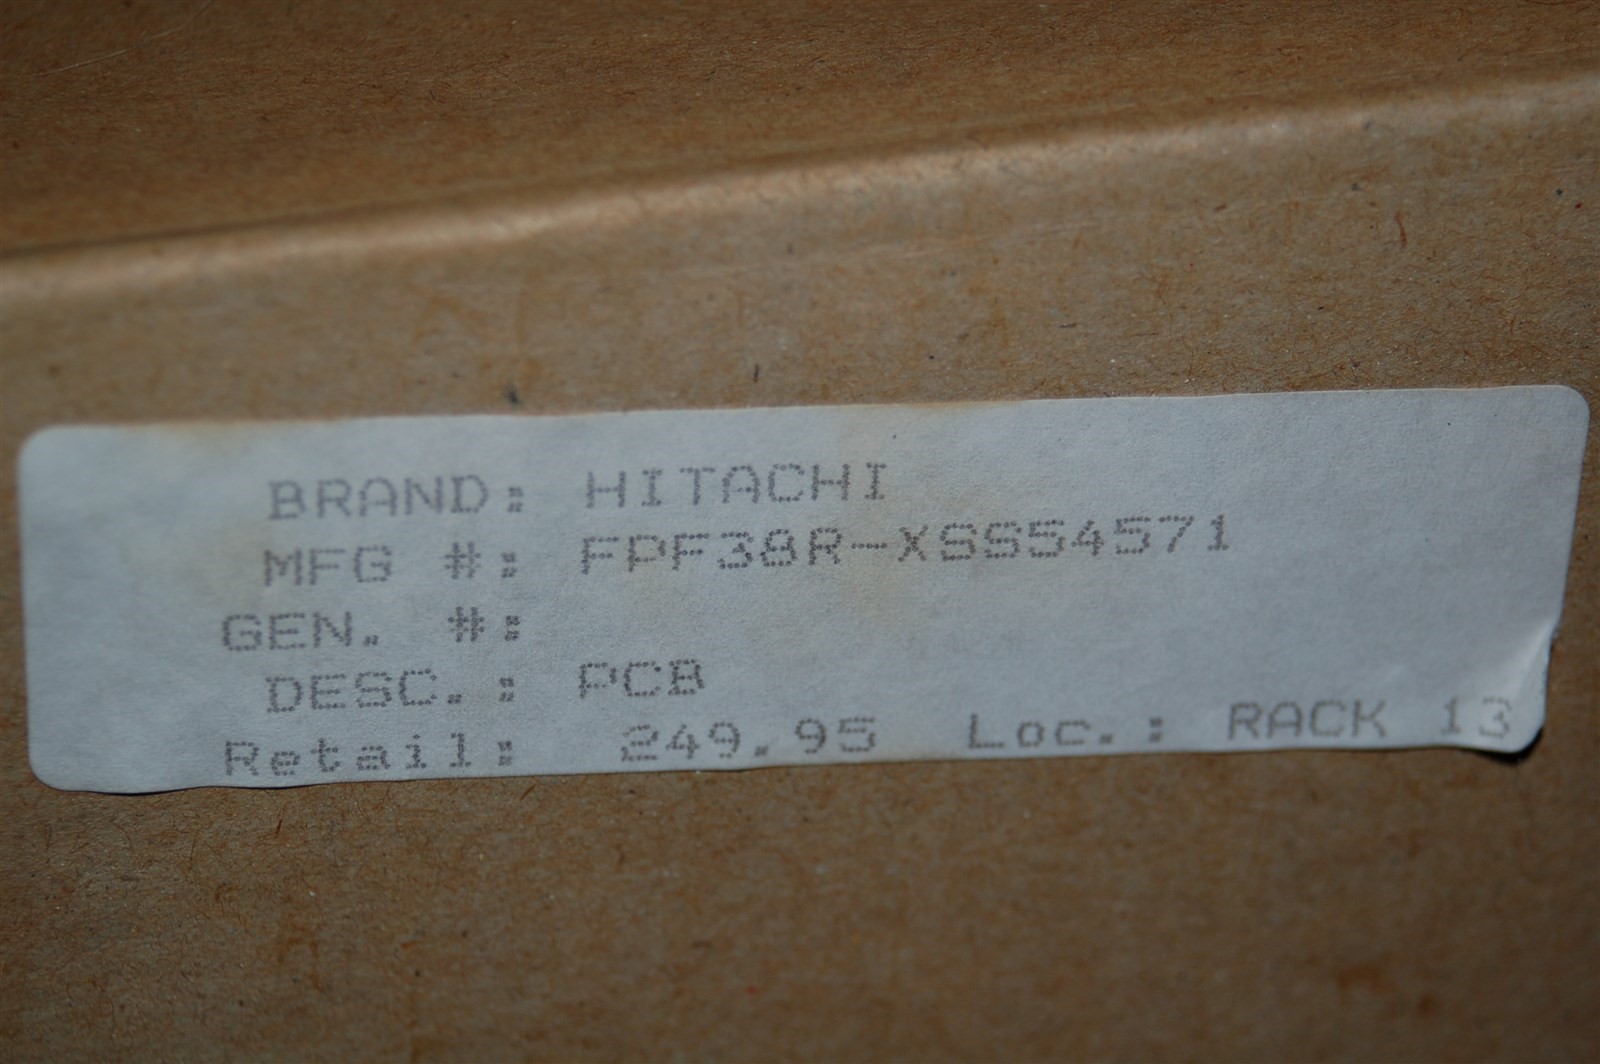 BRAND: HITACHI
MFG #: FPF38R-XSS54571
GEN. #:
DESC.: PCB
Retail: 249.95 Loc.: RACK 13